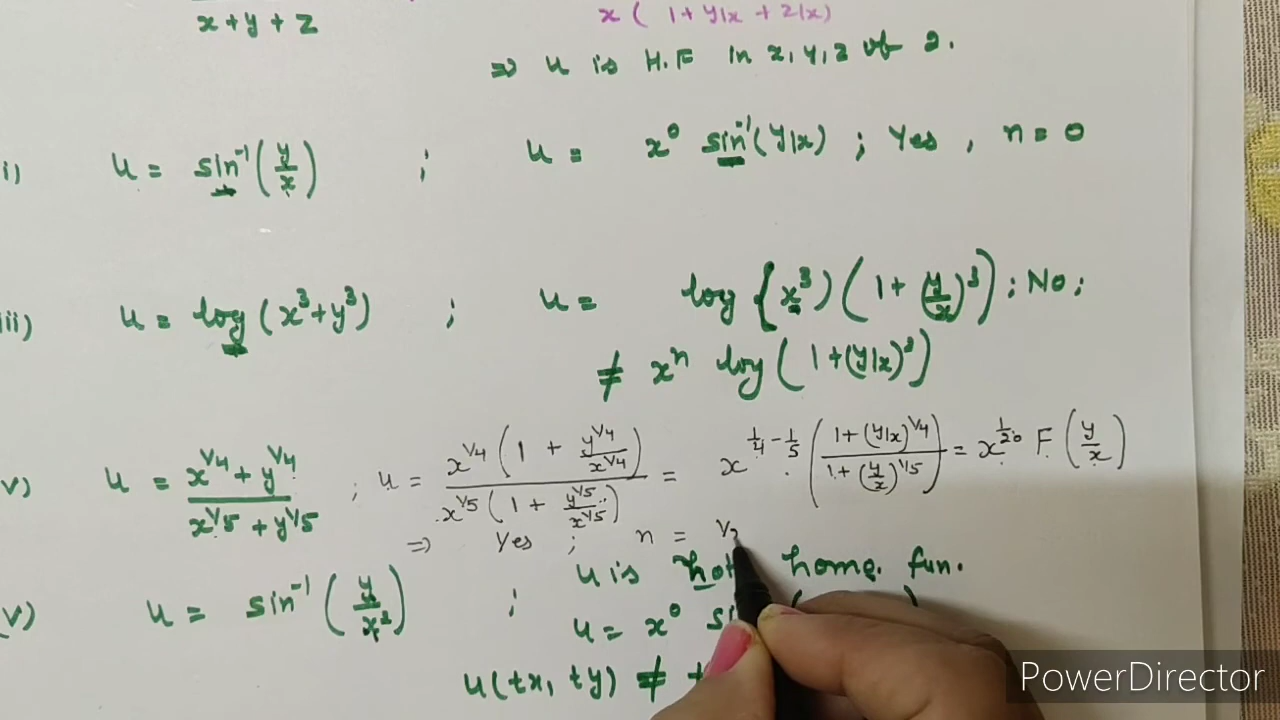 x + y + z
x ( 1 + y/x + z/x)
⇒ u is H.F in x, y, z of 2.
i) u = sin⁻¹(y/x) ; u = x⁰ sin⁻¹(y/x) ; Yes, n = 0
iii) u = log (x³+y³) ; u = log {x³)(1 + (y/x)³) ; No ;
≠ xⁿ log(1+(y/x)³)
v) u = (x^1/4 + y^1/4)/(x^1/5 + y^1/5) ; u = (x^1/4 (1 + y^1/4/x^1/4))/(x^1/5 (1 + y^1/5/x^1/5)) = x^(1/4 - 1/5) ((1+(y/x)^1/4)/(1+(y/x)^1/5)) = x^1/20 F(y/x)
⇒ Yes ; n =
u is not homo. fun.
(v) u = sin⁻¹(y/x²) ; u = x⁰
u(tx, ty) ≠
PowerDirector